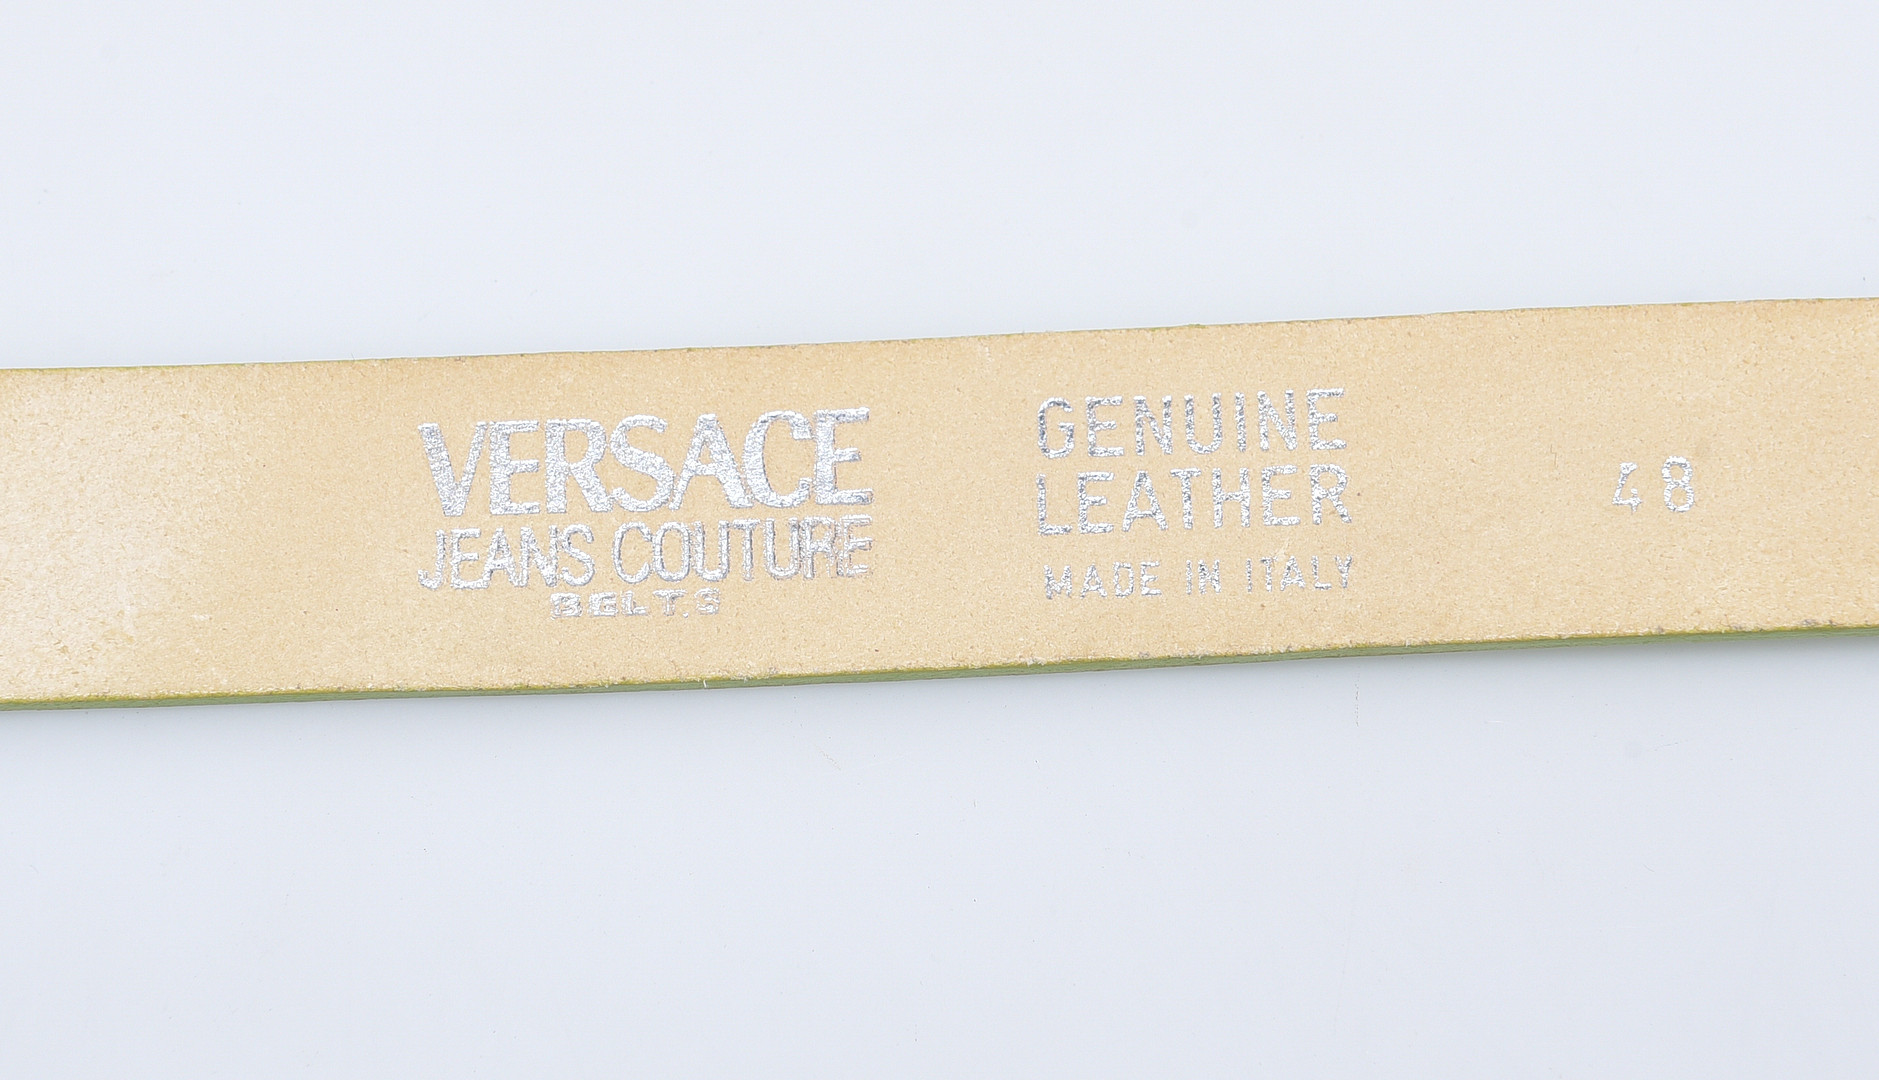 VERSACE
JEANS COUTURE
BELTS
GENUINE
LEATHER
MADE IN ITALY
48